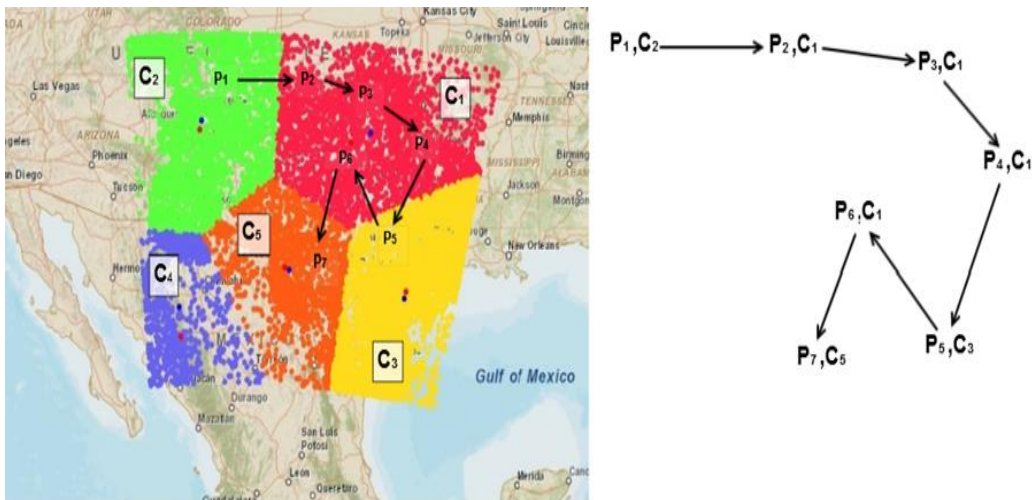 UTAH
COLORADO
Kansas City
Topeka
KANSAS
Jefferson City
Saint Louis
Louisville
MISSOURI
Las Vegas
C₂
P₁
P₂
P₃
C₁
TENNESSEE
Memphis
ARIZONA
Phoenix
P₄
P₆
MISSISSIPPI
Birming
San Diego
Tucson
Jackson
Montgom
C₅
P₅
New Orleans
Hermo
C₄
P₇
C₃
Gulf of Mexico
Durango
Mazatlan
San Luis
Potosi
Leon
Queretaro
Merida
Canc
P₁,C₂
P₂,C₁
P₃,C₁
P₄,C₁
P₆,C₁
P₇,C₅
P₅,C₃